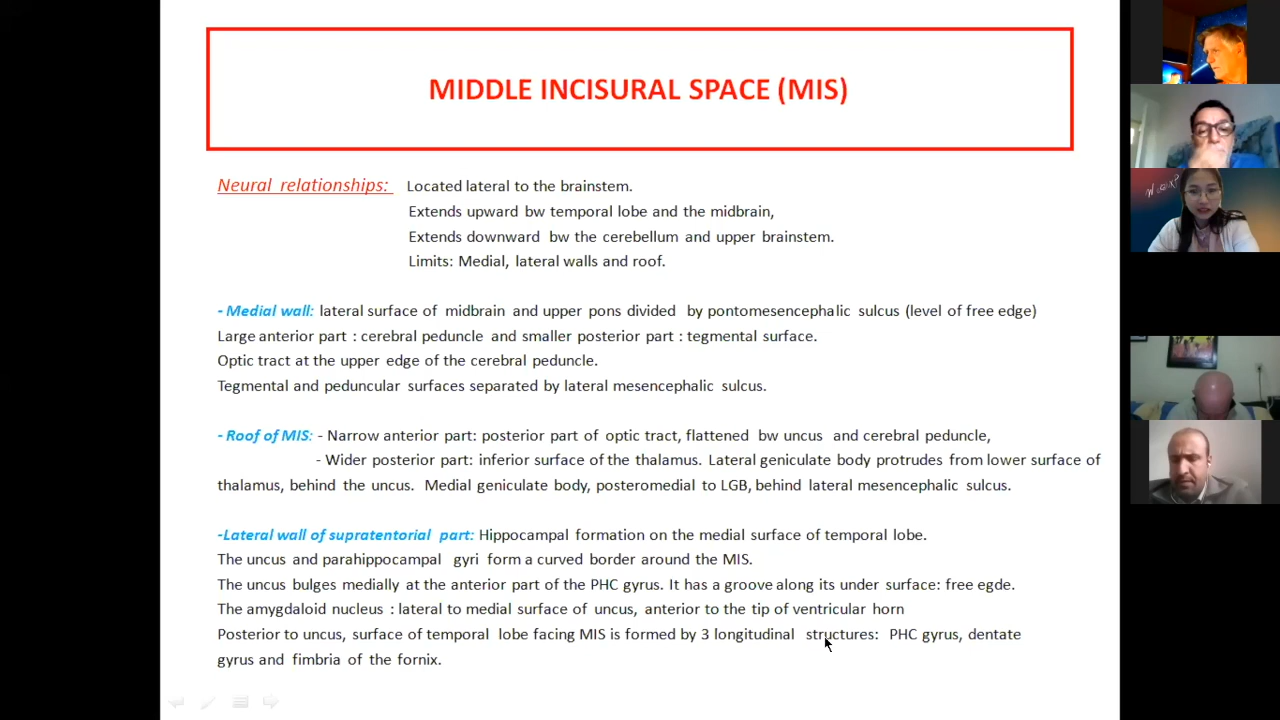 MIDDLE INCISURAL SPACE (MIS)
Neural relationships: Located lateral to the brainstem.
Extends upward bw temporal lobe and the midbrain,
Extends downward bw the cerebellum and upper brainstem.
Limits: Medial, lateral walls and roof.
- Medial wall: lateral surface of midbrain and upper pons divided by pontomesencephalic sulcus (level of free edge)
Large anterior part : cerebral peduncle and smaller posterior part : tegmental surface.
Optic tract at the upper edge of the cerebral peduncle.
Tegmental and peduncular surfaces separated by lateral mesencephalic sulcus.
- Roof of MIS: - Narrow anterior part: posterior part of optic tract, flattened bw uncus and cerebral peduncle,
- Wider posterior part: inferior surface of the thalamus. Lateral geniculate body protrudes from lower surface of
thalamus, behind the uncus. Medial geniculate body, posteromedial to LGB, behind lateral mesencephalic sulcus.
-Lateral wall of supratentorial part: Hippocampal formation on the medial surface of temporal lobe.
The uncus and parahippocampal gyri form a curved border around the MIS.
The uncus bulges medially at the anterior part of the PHC gyrus. It has a groove along its under surface: free egde.
The amygdaloid nucleus : lateral to medial surface of uncus, anterior to the tip of ventricular horn
Posterior to uncus, surface of temporal lobe facing MIS is formed by 3 longitudinal structures: PHC gyrus, dentate
gyrus and fimbria of the fornix.